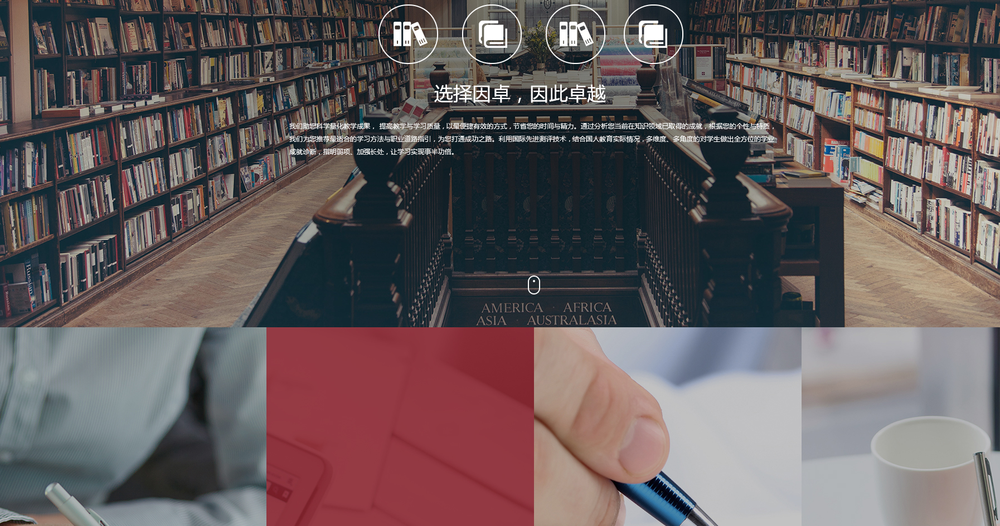 选择因卓，因此卓越
我们助您科学量化教学成果， 提高教学与学习质量，以最便捷有效的方式，节省您的时间与精力。通过分析您当前在知识领域已取得的成就，根据您的个性与特质，
我们为您推荐最适合的学习方法与职业道路指引，为您打通成功之路。利用国际先进测评技术，结合国人教育实际情况，多维度、多角度的对学生做出全方位的学业
成就诊断，指明弱项、加强长处，让学习实现事半功倍。
AMERICA · AFRICA
ASIA · AUSTRALASIA
Russian